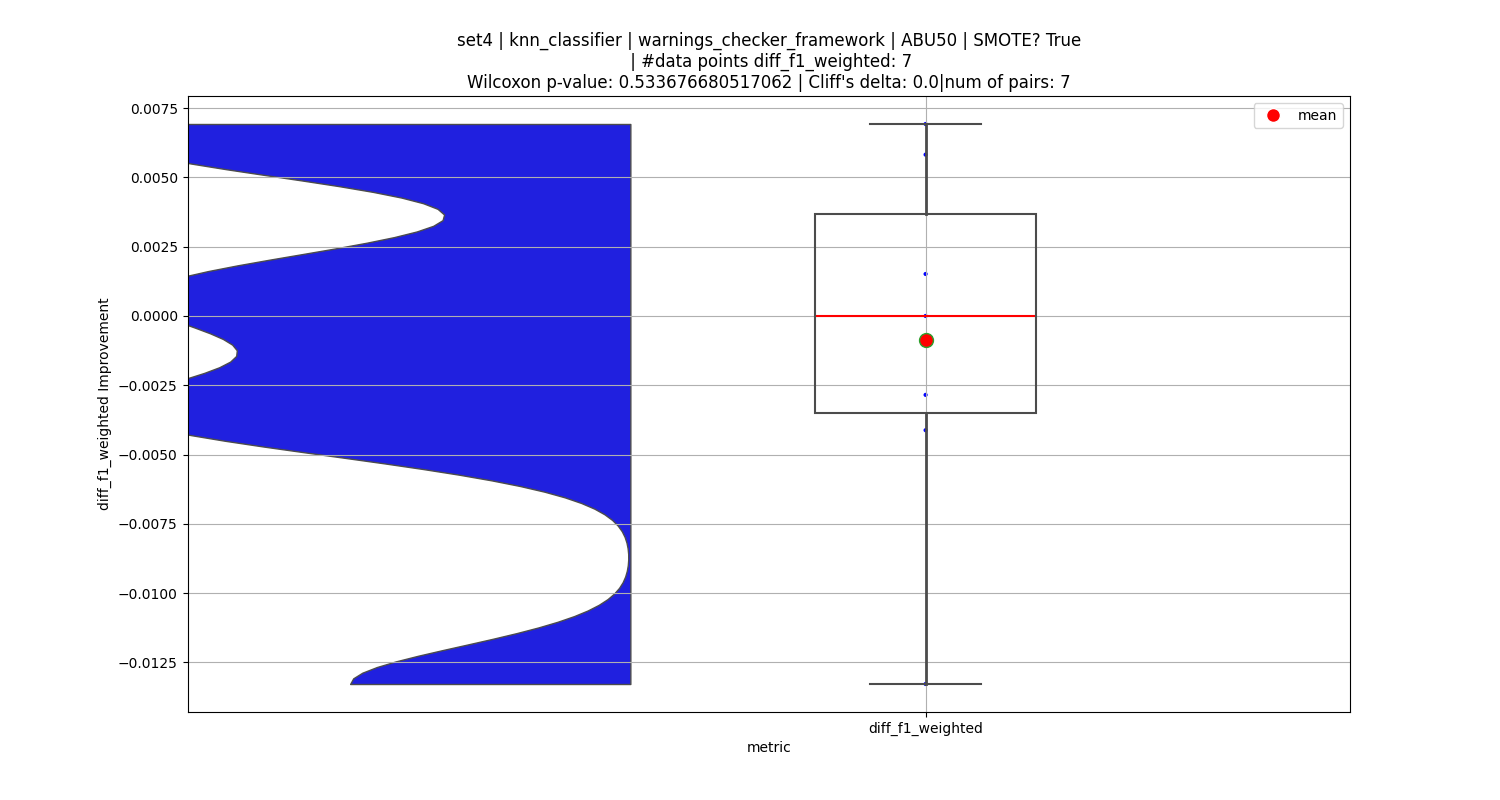 set4 | knn_classifier | warnings_checker_framework | ABU50 | SMOTE? True
| #data points diff_f1_weighted: 7
Wilcoxon p-value: 0.533676680517062 | Cliff's delta: 0.0|num of pairs: 7
mean
0.0075
0.0050
0.0025
0.0000
−0.0025
−0.0050
−0.0075
−0.0100
−0.0125
diff_f1_weighted Improvement
diff_f1_weighted
metric